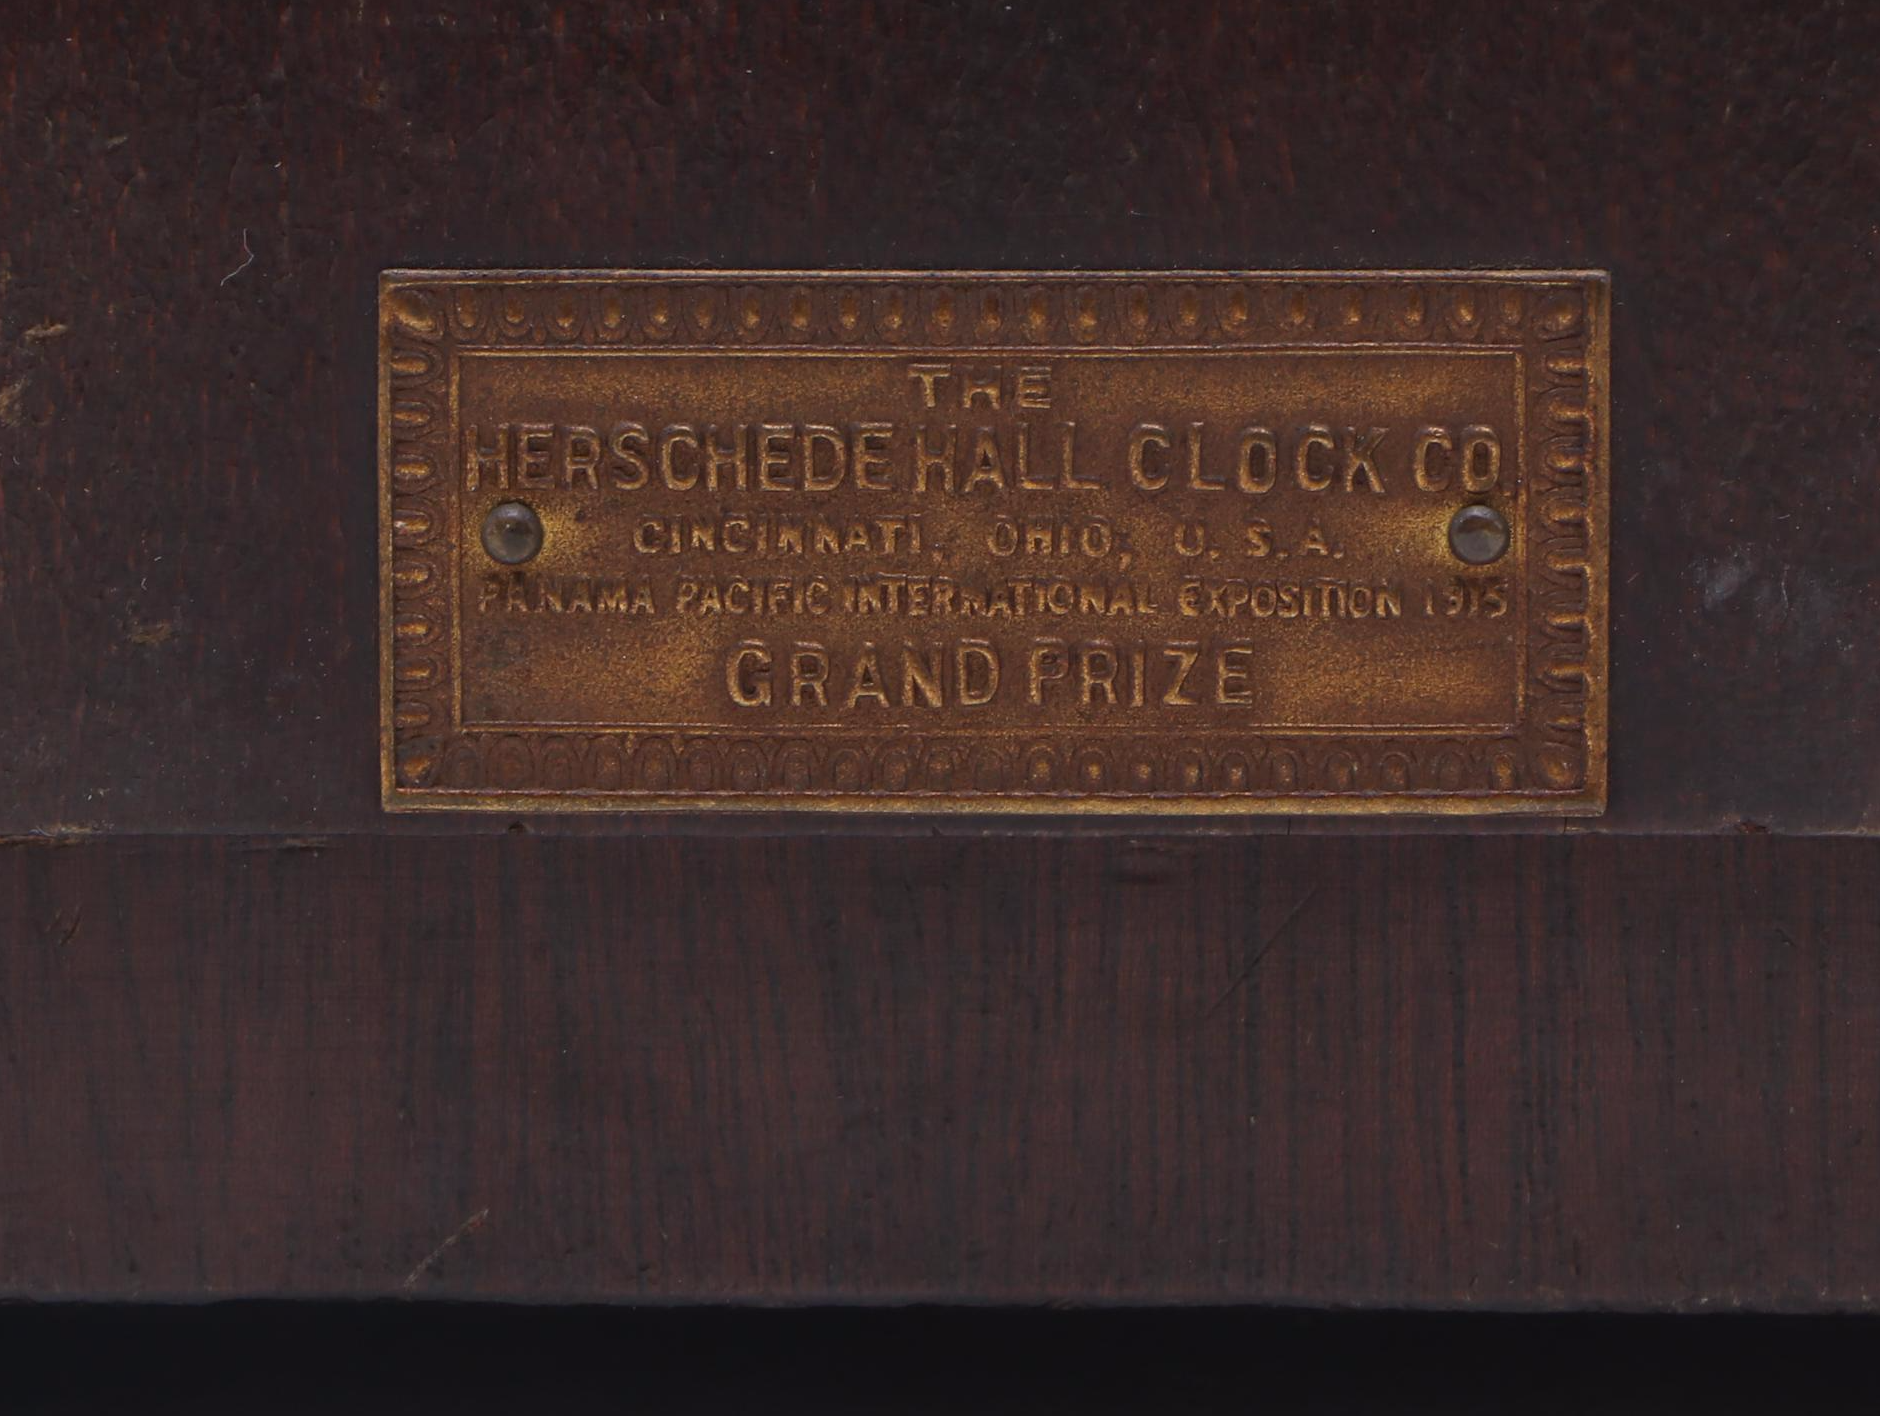 THE
HERSCHEDE HALL CLOCK CO.
CINCINNATI, OHIO, U. S. A.
PANAMA PACIFIC INTERNATIONAL EXPOSITION 1915
GRAND PRIZE